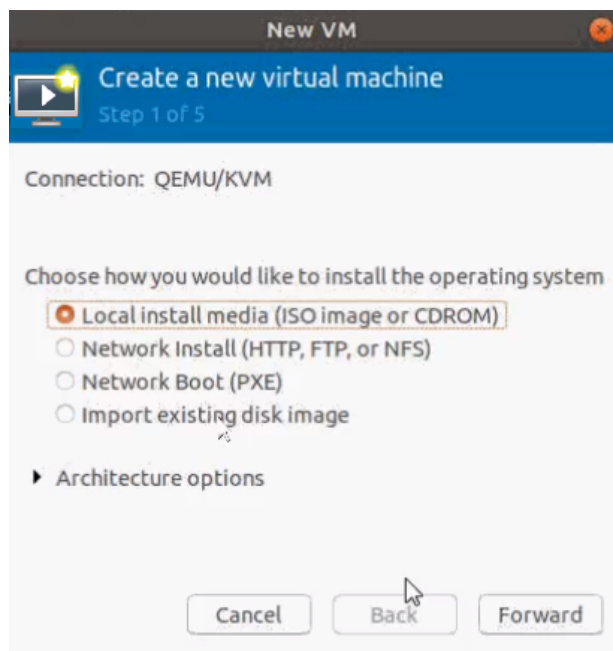 New VM
Create a new virtual machine
Step 1 of 5
Connection: QEMU/KVM
Choose how you would like to install the operating system
Local install media (ISO image or CDROM)
Network Install (HTTP, FTP, or NFS)
Network Boot (PXE)
Import existing disk image
Architecture options
Cancel Back Forward